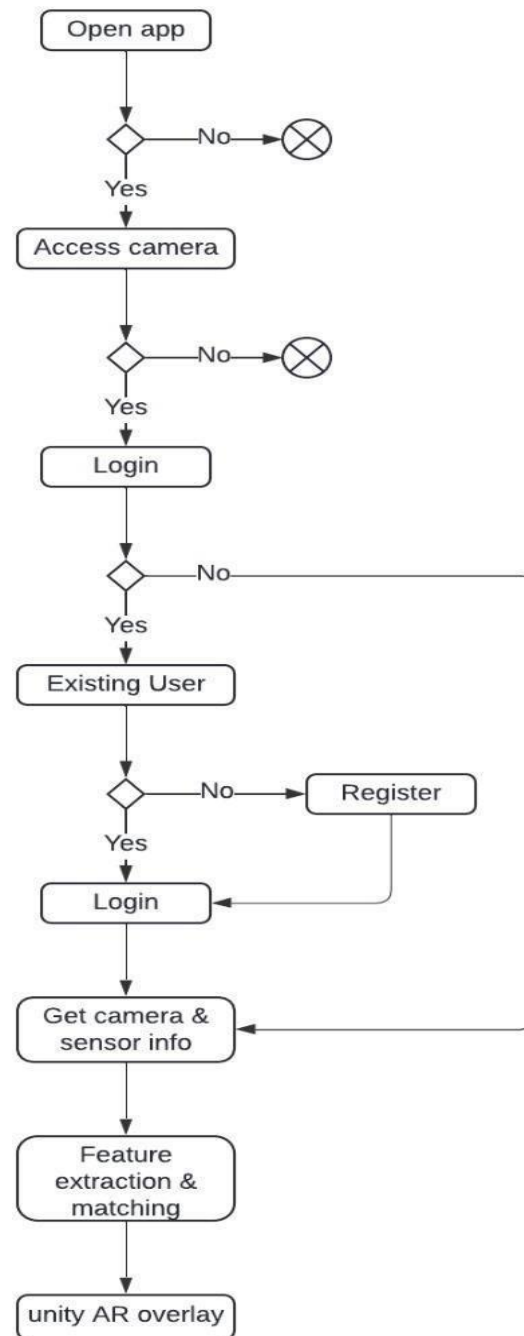 Open app
No
Yes
Access camera
No
Yes
Login
No
Yes
Existing User
No
Register
Yes
Login
Get camera &
sensor info
Feature
extraction &
matching
unity AR overlay